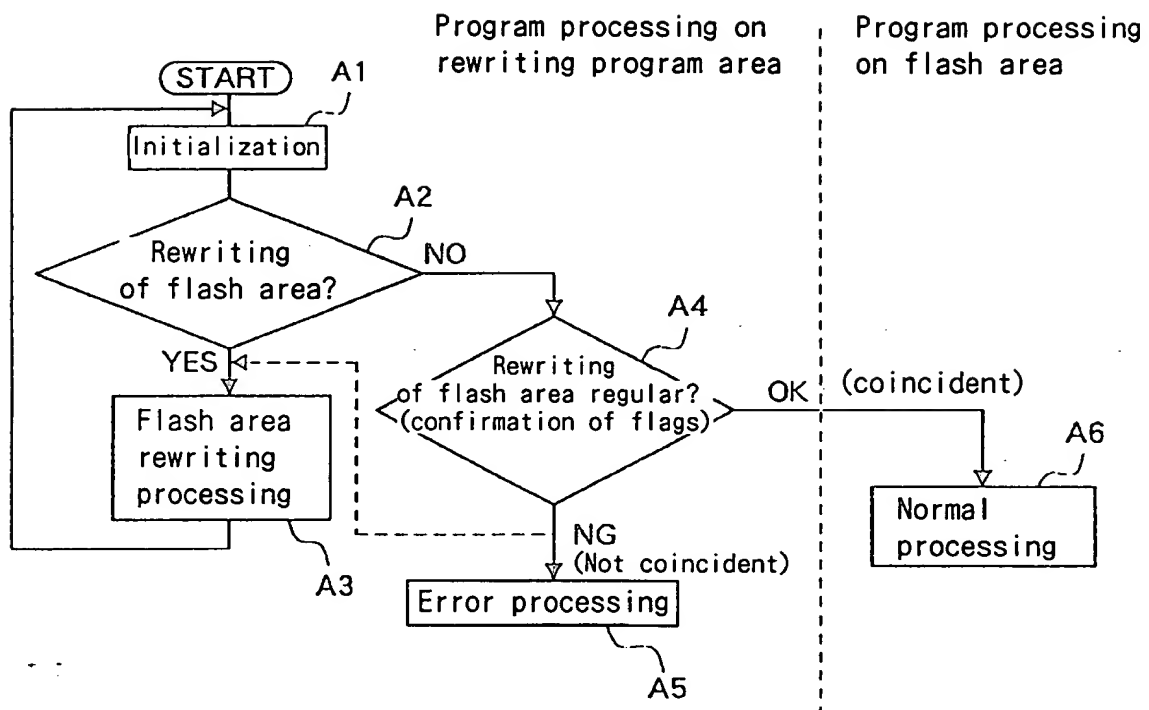 Program processing on
rewriting program area
Program processing
on flash area
START
A1
Initialization
A2
Rewriting
of flash area?
NO
YES
A4
Rewriting
of flash area regular?
(confirmation of flags)
OK
(coincident)
A6
Normal
processing
Flash area
rewriting
processing
A3
NG
(Not coincident)
Error processing
A5